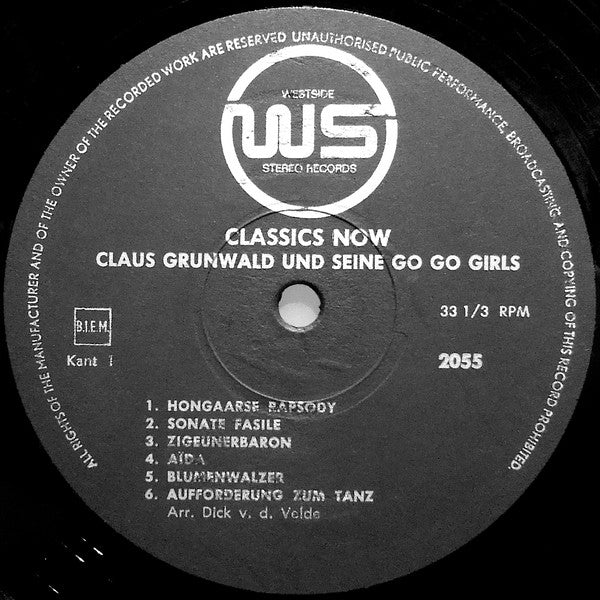 ALL RIGHTS OF THE MANUFACTURER AND OF THE OWNER OF THE RECORDED WORK ARE RESERVED UNAUTHORISED PUBLIC PERFORMANCE, BROADCASTING AND COPYING OF THIS RECORD PROHIBITED.
WESTSIDE
WS
STEREO RECORDS
CLASSICS NOW
CLAUS GRUNWALD UND SEINE GO GO GIRLS
33 1/3 RPM
B.I.E.M.
Kant 1
2055
1. HONGAARSE RAPSODY
2. SONATE FASILE
3. ZIGEUNERBARON
4. AÏDA
5. BLUMENWALZER
6. AUFFORDERUNG ZUM TANZ
Arr. Dick v. d. Velde